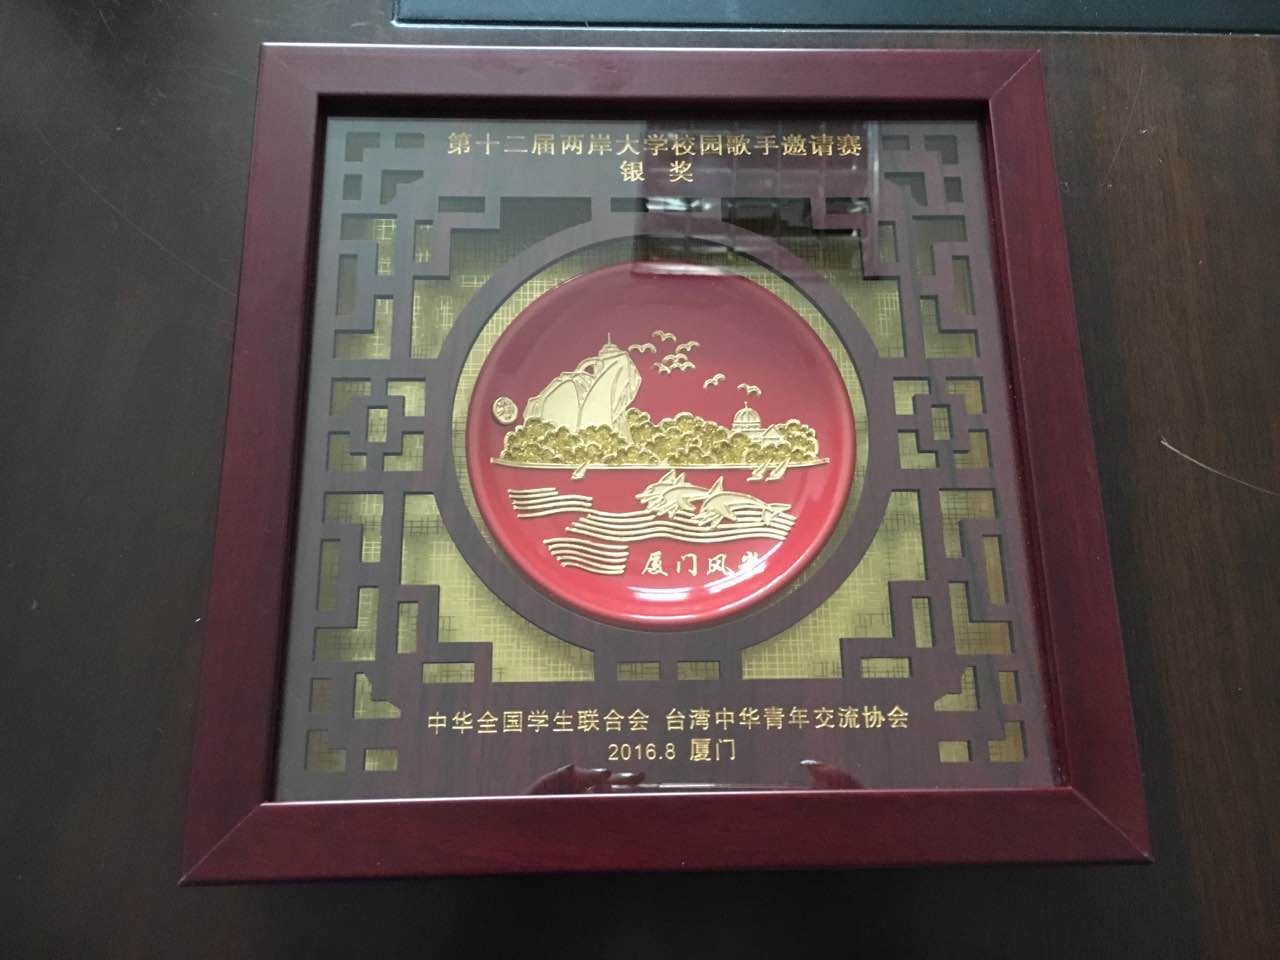 第十二届两岸大学校园歌手邀请赛
银 奖
厦门风光
中华全国学生联合会 台湾中华青年交流协会
2016.8 厦门